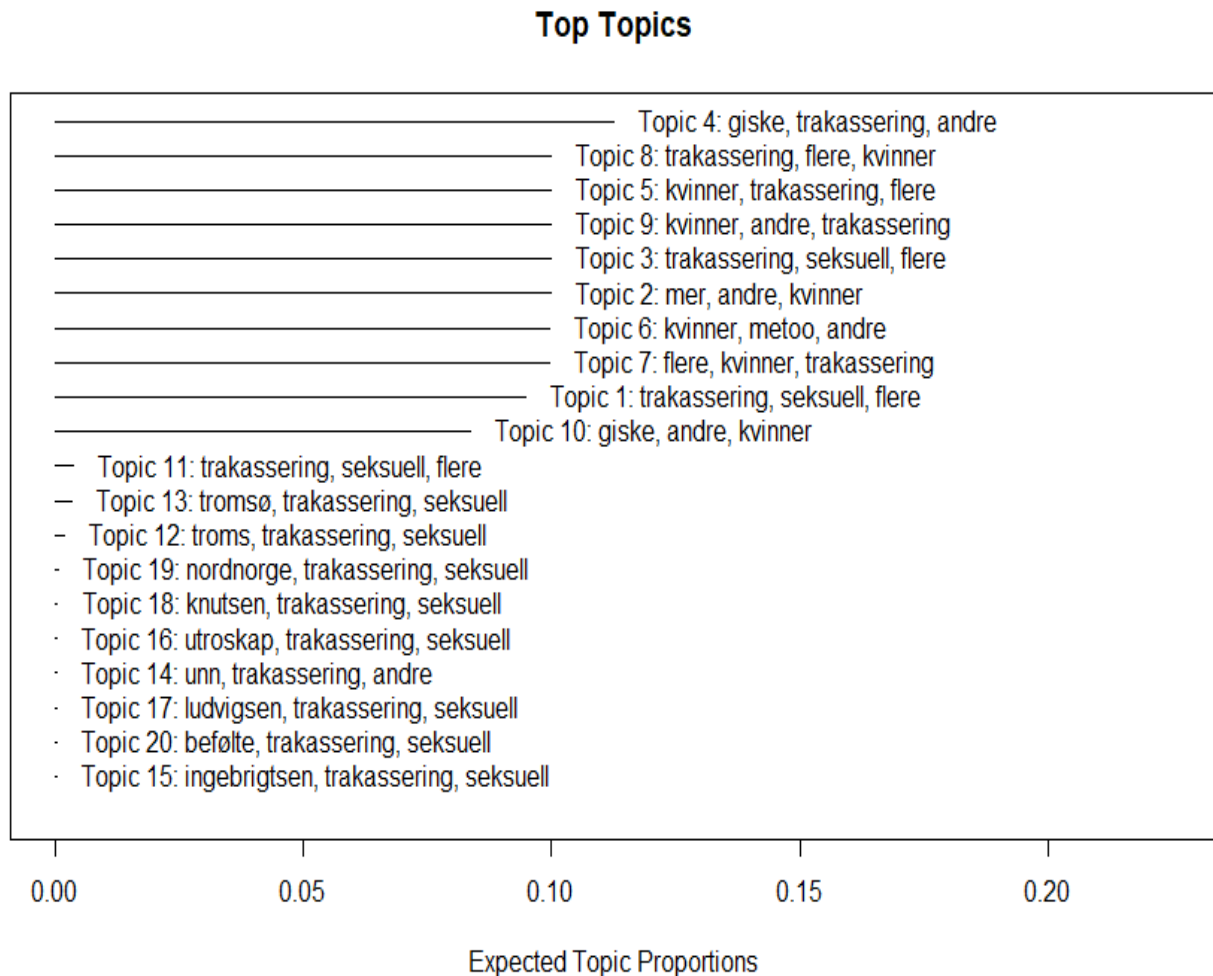 Top Topics
Topic 4: giske, trakassering, andre
Topic 8: trakassering, flere, kvinner
Topic 5: kvinner, trakassering, flere
Topic 9: kvinner, andre, trakassering
Topic 3: trakassering, seksuell, flere
Topic 2: mer, andre, kvinner
Topic 6: kvinner, metoo, andre
Topic 7: flere, kvinner, trakassering
Topic 1: trakassering, seksuell, flere
Topic 10: giske, andre, kvinner
Topic 11: trakassering, seksuell, flere
Topic 13: tromsø, trakassering, seksuell
Topic 12: troms, trakassering, seksuell
Topic 19: nordnorge, trakassering, seksuell
Topic 18: knutsen, trakassering, seksuell
Topic 16: utroskap, trakassering, seksuell
Topic 14: unn, trakassering, andre
Topic 17: ludvigsen, trakassering, seksuell
Topic 20: befølte, trakassering, seksuell
Topic 15: ingebrigtsen, trakassering, seksuell
0.00 0.05 0.10 0.15 0.20
Expected Topic Proportions